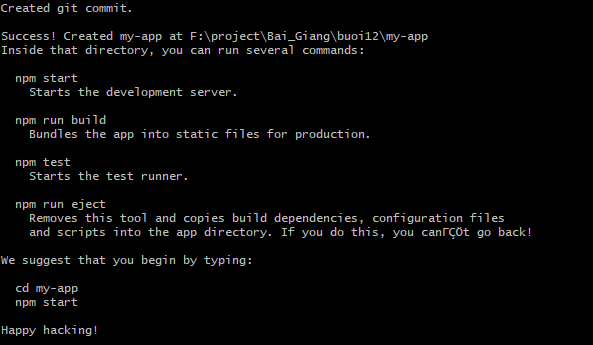 Created git commit.
Success! Created my-app at F:\project\Bai_Giang\buoi12\my-app
Inside that directory, you can run several commands:
npm start
Starts the development server.
npm run build
Bundles the app into static files for production.
npm test
Starts the test runner.
npm run eject
Removes this tool and copies build dependencies, configuration files
and scripts into the app directory. If you do this, you canΓÇÖt go back!
We suggest that you begin by typing:
cd my-app
npm start
Happy hacking!